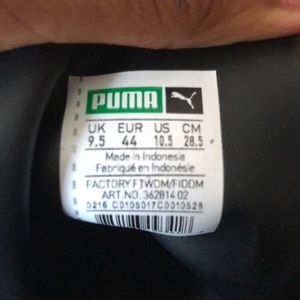 PUMA
UK EUR US CM
9.5 44 10.5 28.5
Made in Indonesia
Fabriqué en Indonésie
FACTORY FTWDM/FIDDM
ART.NO. 362814 02
0216 C0105017C0010528